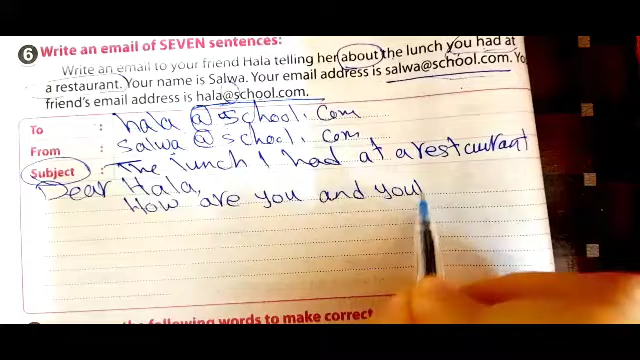 6 Write an email of SEVEN sentences:
Write an email to your friend Hala telling her about the lunch you had at
a restaurant. Your name is Salwa. Your email address is salwa@school.com. Yo
friend's email address is hala@school.com.
To : hala @ school. Com
From : Salwa @ school. Com
Subject : The lunch I had at a restaurant
Dear Hala,
How are you and you
the following words to make correct